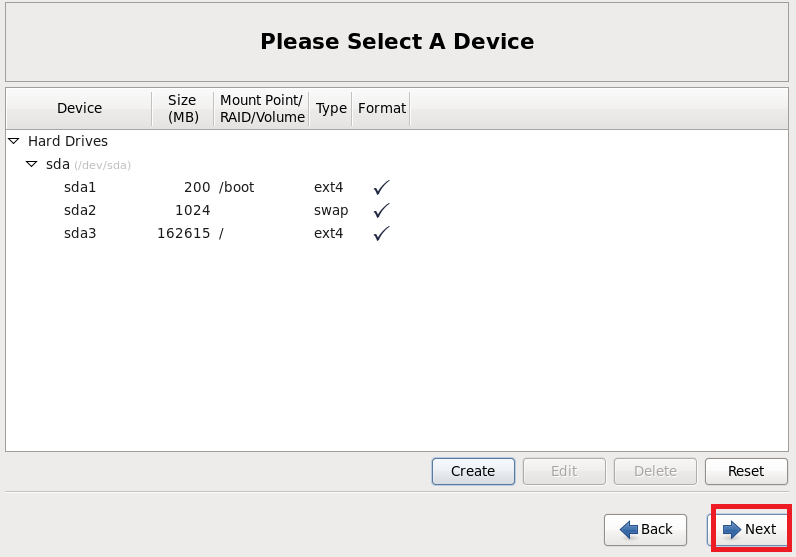 Please Select A Device
Device Size (MB) Mount Point/ RAID/Volume Type Format
Hard Drives
sda (/dev/sda)
sda1 200 /boot ext4
sda2 1024 swap
sda3 162615 / ext4
Create Edit Delete Reset
Back Next